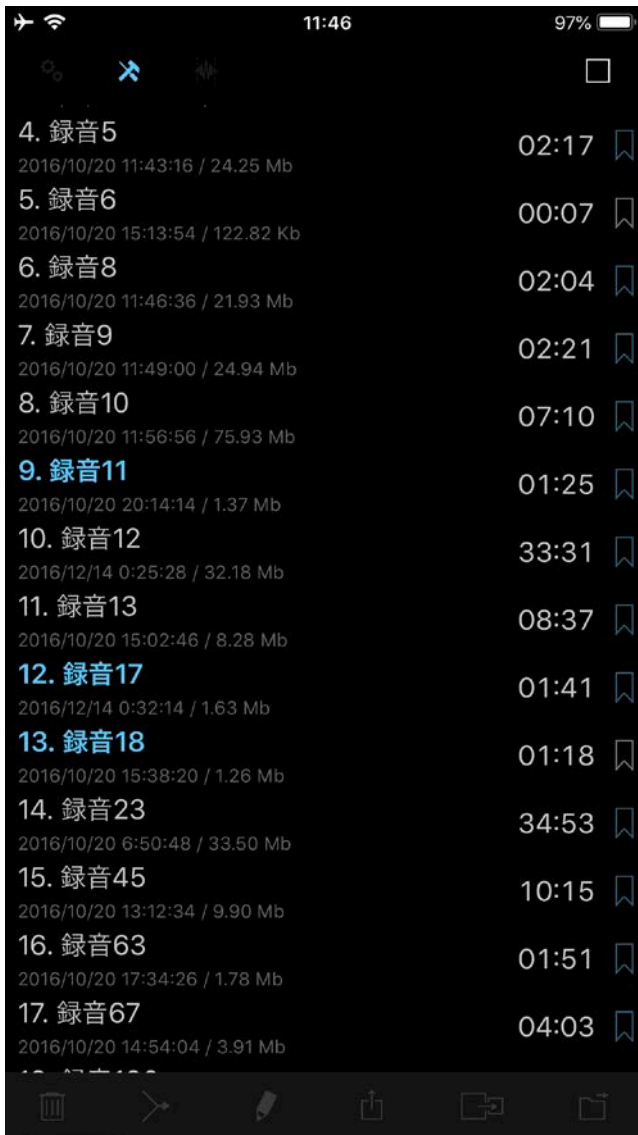 11:46
97%
4. 録音5
02:17
2016/10/20 11:43:16 / 24.25 Mb
5. 録音6
00:07
2016/10/20 15:13:54 / 122.82 Kb
6. 録音8
02:04
2016/10/20 11:46:36 / 21.93 Mb
7. 録音9
02:21
2016/10/20 11:49:00 / 24.94 Mb
8. 録音10
07:10
2016/10/20 11:56:56 / 75.93 Mb
9. 録音11
01:25
2016/10/20 20:14:14 / 1.37 Mb
10. 録音12
33:31
2016/12/14 0:25:28 / 32.18 Mb
11. 録音13
08:37
2016/10/20 15:02:46 / 8.28 Mb
12. 録音17
01:41
2016/12/14 0:32:14 / 1.63 Mb
13. 録音18
01:18
2016/10/20 15:38:20 / 1.26 Mb
14. 録音23
34:53
2016/10/20 6:50:48 / 33.50 Mb
15. 録音45
10:15
2016/10/20 13:12:34 / 9.90 Mb
16. 録音63
01:51
2016/10/20 17:34:26 / 1.78 Mb
17. 録音67
04:03
2016/10/20 14:54:04 / 3.91 Mb